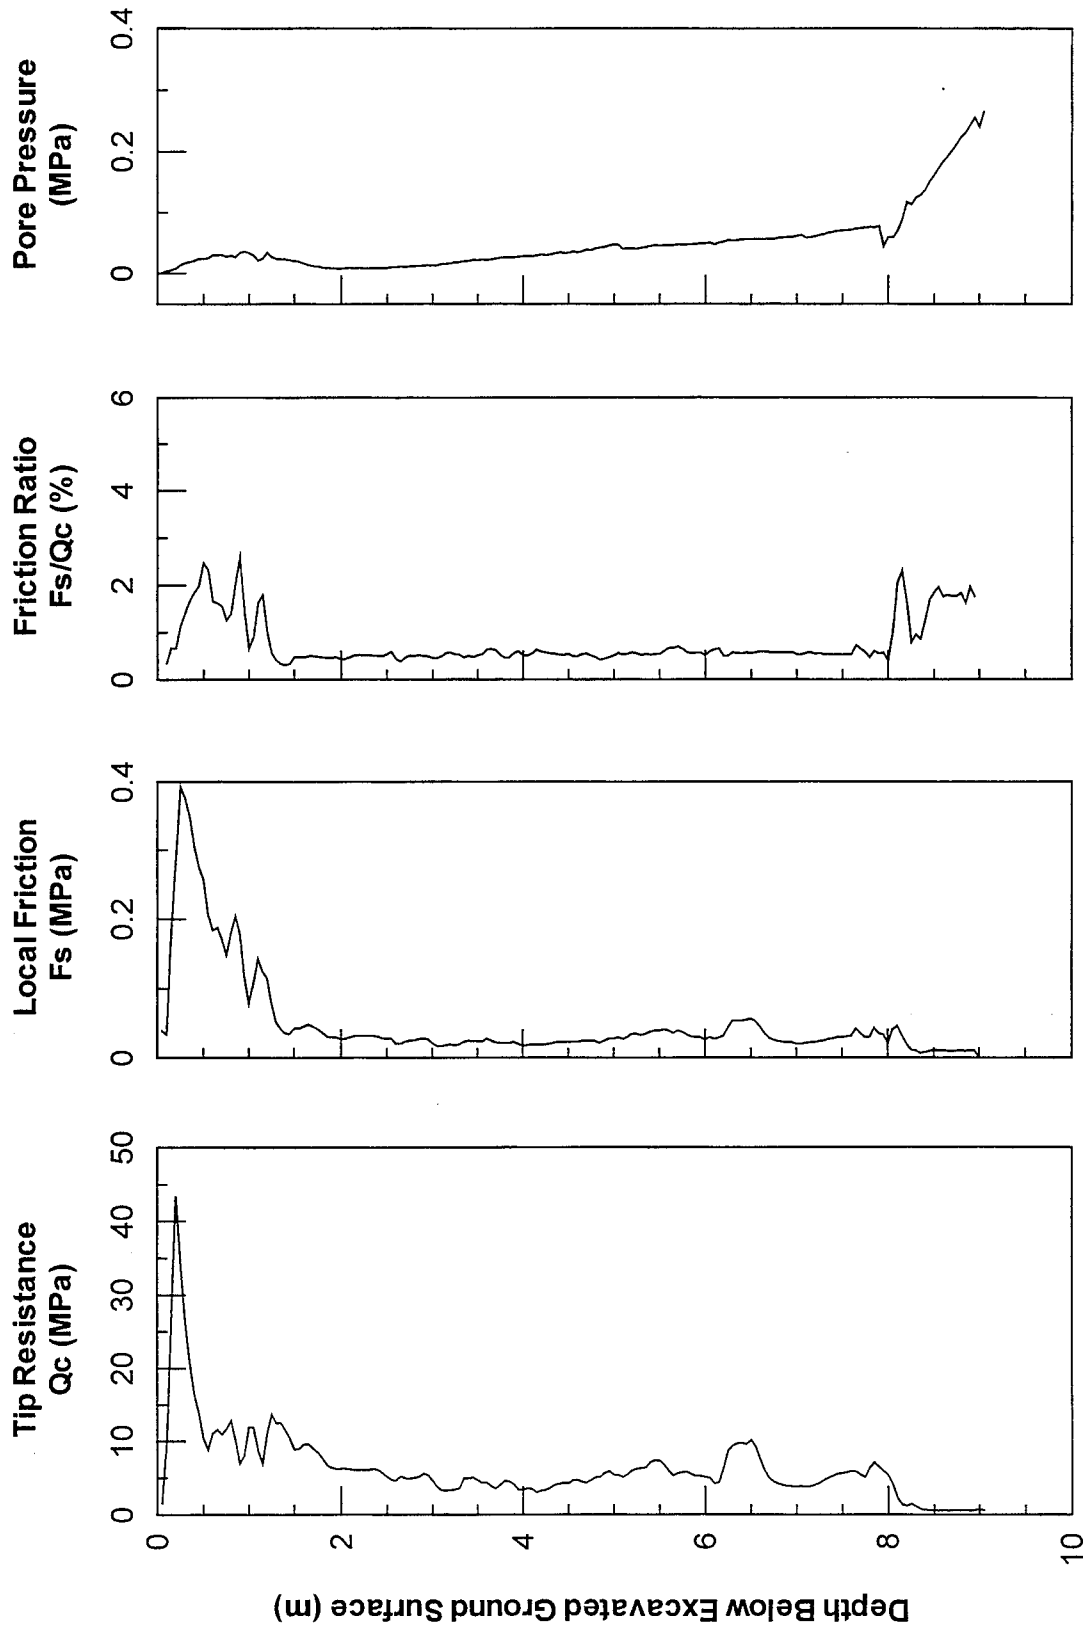 Tip Resistance
Qc (MPa)
0 10 20 30 40 50
Local Friction
Fs (MPa)
0 0.2 0.4
Friction Ratio
Fs/Qc (%)
0 2 4 6
Pore Pressure
(MPa)
0 0.2 0.4
Depth Below Excavated Ground Surface (m)
0
2
4
6
8
10